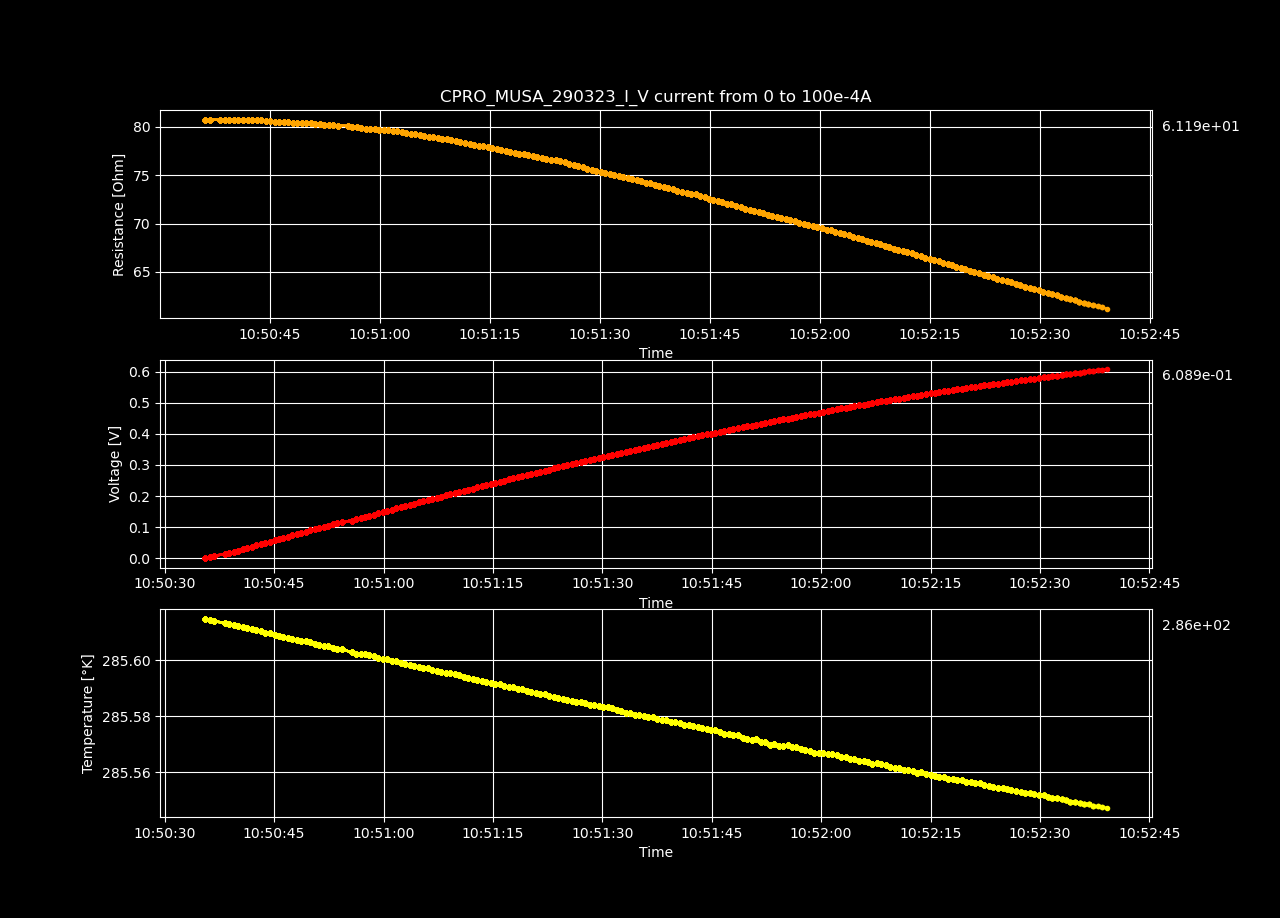 CPRO_MUSA_290323_I_V current from 0 to 100e-4A
80
75
70
65
Resistance [Ohm]
6.119e+01
10:50:45 10:51:00 10:51:15 10:51:30 10:51:45 10:52:00 10:52:15 10:52:30 10:52:45
Time
0.6
0.5
0.4
0.3
0.2
0.1
0.0
Voltage [V]
6.089e-01
10:50:30 10:50:45 10:51:00 10:51:15 10:51:30 10:51:45 10:52:00 10:52:15 10:52:30 10:52:45
Time
285.60
285.58
285.56
Temperature [°K]
2.86e+02
10:50:30 10:50:45 10:51:00 10:51:15 10:51:30 10:51:45 10:52:00 10:52:15 10:52:30 10:52:45
Time